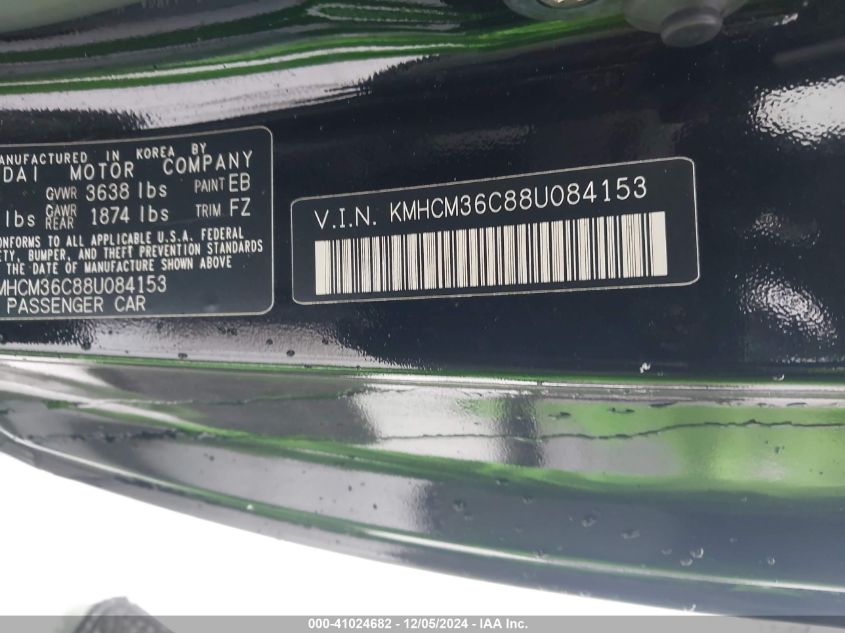 MANUFACTURED IN KOREA BY
DAI MOTOR COMPANY
GVWR 3638 lbs PAINT EB
lbs GAWR REAR 1874 lbs TRIM FZ
CONFORMS TO ALL APPLICABLE U.S.A. FEDERAL
ETY, BUMPER, AND THEFT PREVENTION STANDARDS
THE DATE OF MANUFACTURE SHOWN ABOVE
MHCM36C88U084153
PASSENGER CAR
V.I.N. KMHCM36C88U084153
000-41024682 - 12/05/2024 - IAA Inc.